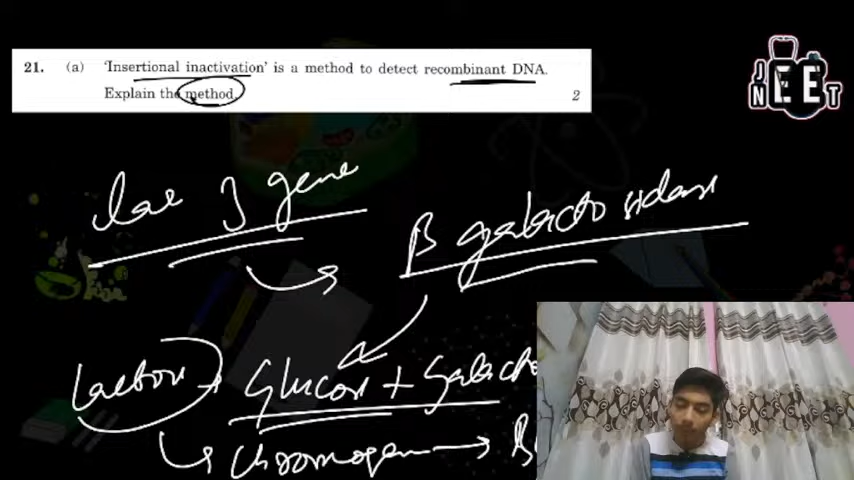 21. (a) 'Insertional inactivation' is a method to detect recombinant DNA.
Explain the method. 2
JNEET
lac z gene
β galactosidase
Lactose → Glucose + Galacto
Chromogen → B